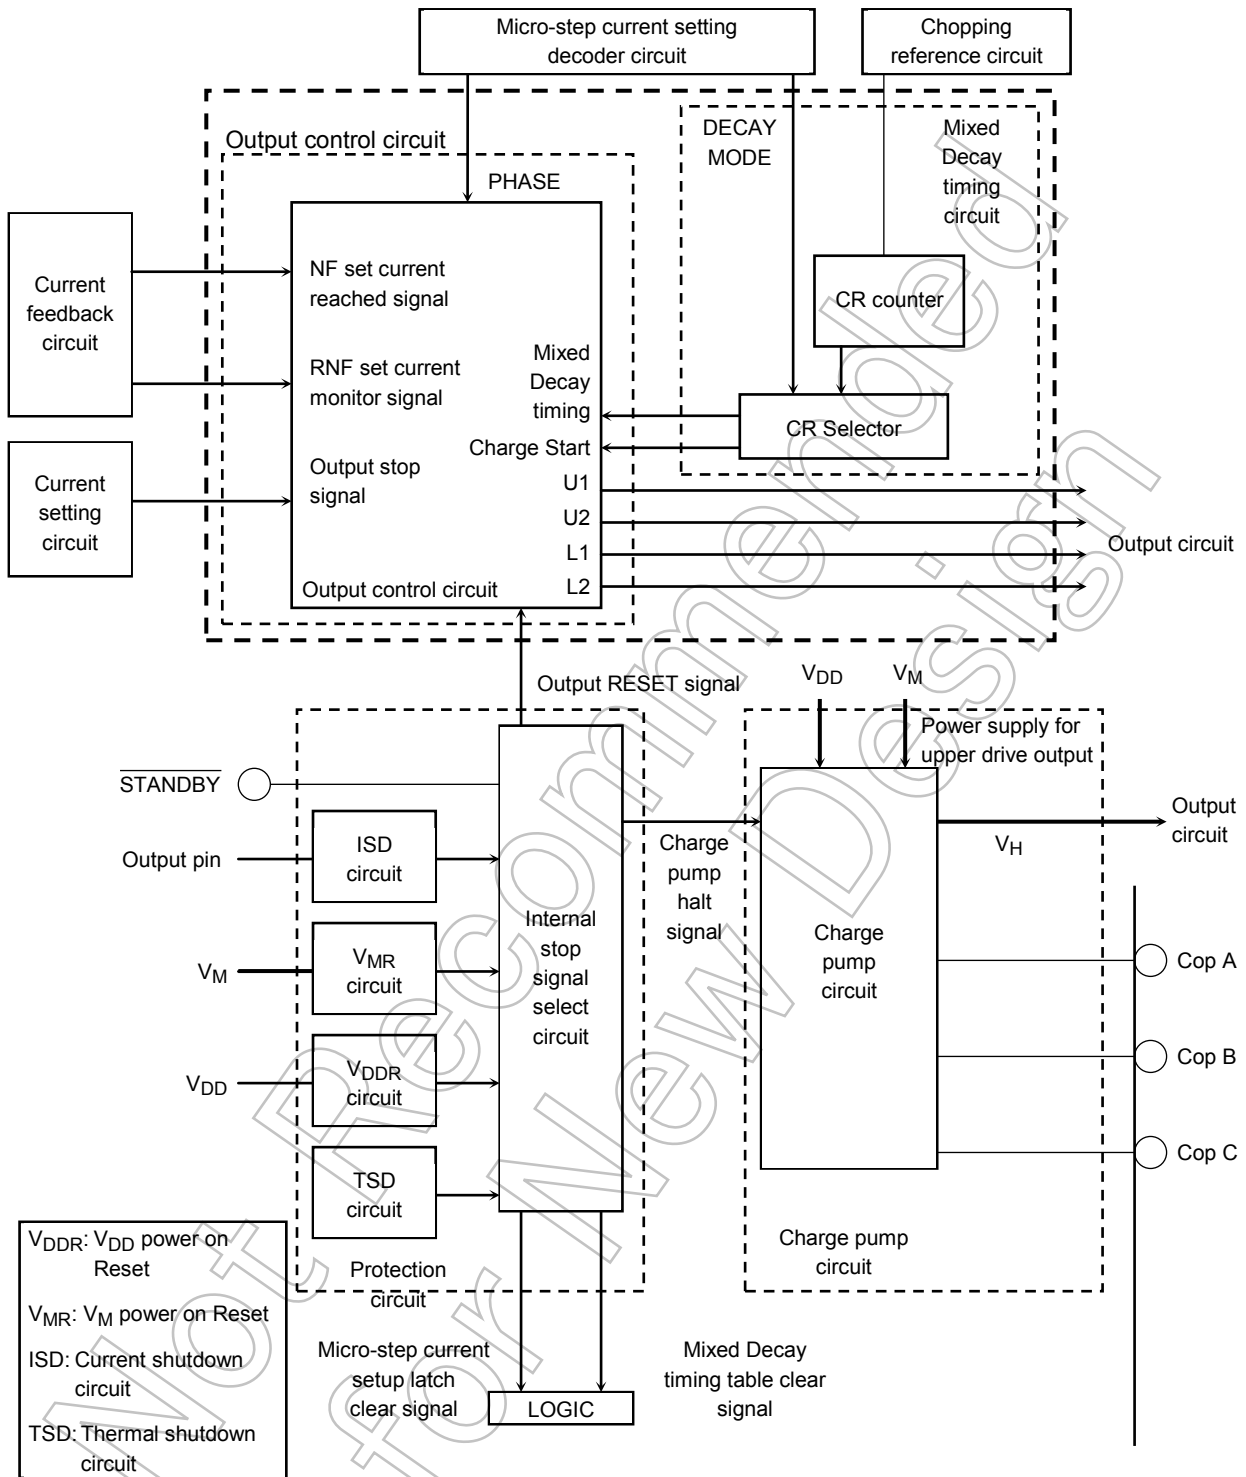 Micro-step current setting
decoder circuit
Chopping
reference circuit
Output control circuit
DECAY
MODE
Mixed
Decay
timing
circuit
PHASE
Current
feedback
circuit
NF set current
reached signal
CR counter
RNF set current
monitor signal
Mixed
Decay
timing
CR Selector
Charge Start
Current
setting
circuit
Output stop
signal
U1
U2
L1
L2
Output circuit
Output control circuit
Output RESET signal
VDD
VM
Power supply for
upper drive output
STANDBY
Output pin
ISD
circuit
Charge
pump
halt
signal
VH
Output
circuit
Internal
stop
signal
select
circuit
Charge
pump
circuit
VM
VMR
circuit
Cop A
VDD
VDDR
circuit
Cop B
TSD
circuit
Cop C
Protection
circuit
Charge pump
circuit
VDDR: VDD power on
Reset
VMR: VM power on Reset
ISD: Current shutdown
circuit
TSD: Thermal shutdown
circuit
Micro-step current
setup latch
clear signal
LOGIC
Mixed Decay
timing table clear
signal
Not Recommended
for New Design